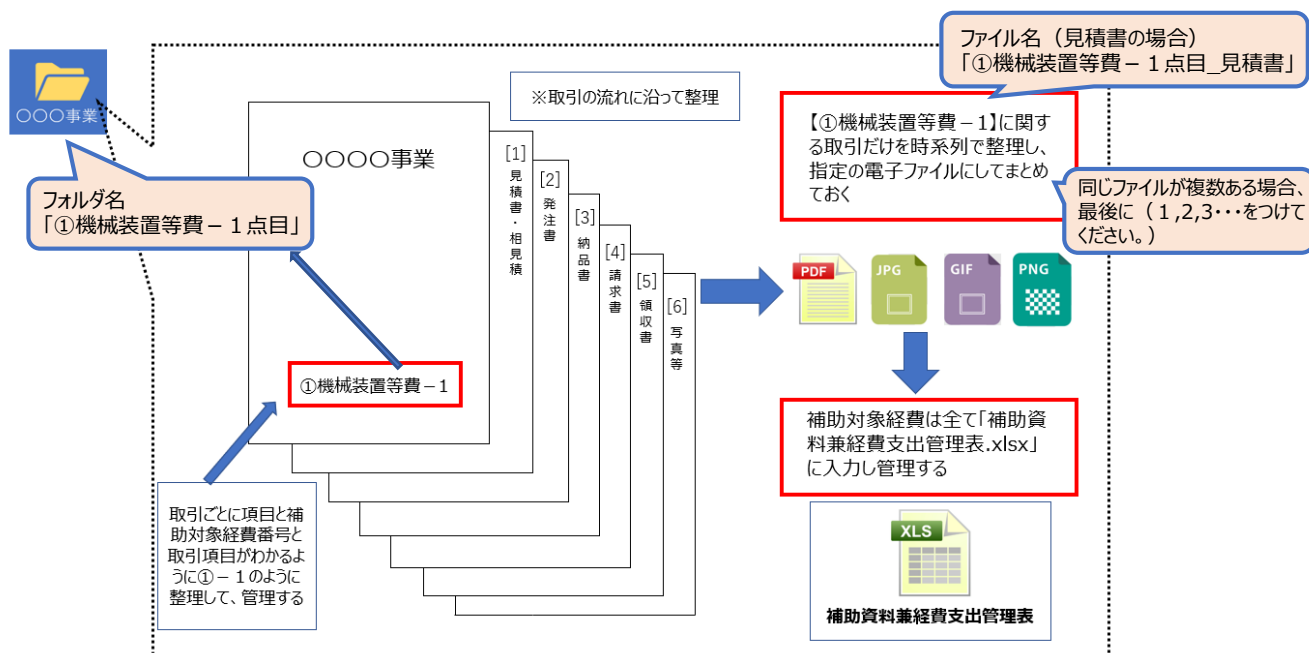 〇〇〇事業
フォルダ名
「①機械装置等費－１点目」
〇〇〇〇事業
①機械装置等費－1
取引ごとに項目と補
助対象経費番号と
取引項目がわかるよ
うに①－１のように
整理して、管理する
※取引の流れに沿って整理
[1]
見積書・相見積
[2]
発注書
[3]
納品書
[4]
請求書
[5]
領収書
[6]
写真等
ファイル名（見積書の場合）
「①機械装置等費－１点目_見積書」
【①機械装置等費－1】に関す
る取引だけを時系列で整理し、
指定の電子ファイルにしてまとめ
ておく
同じファイルが複数ある場合、
最後に（１,2,3・・・をつけて
ください。）
PDF
JPG
GIF
PNG
補助対象経費は全て「補助資
料兼経費支出管理表.xlsx」
に入力し管理する
XLS
補助資料兼経費支出管理表